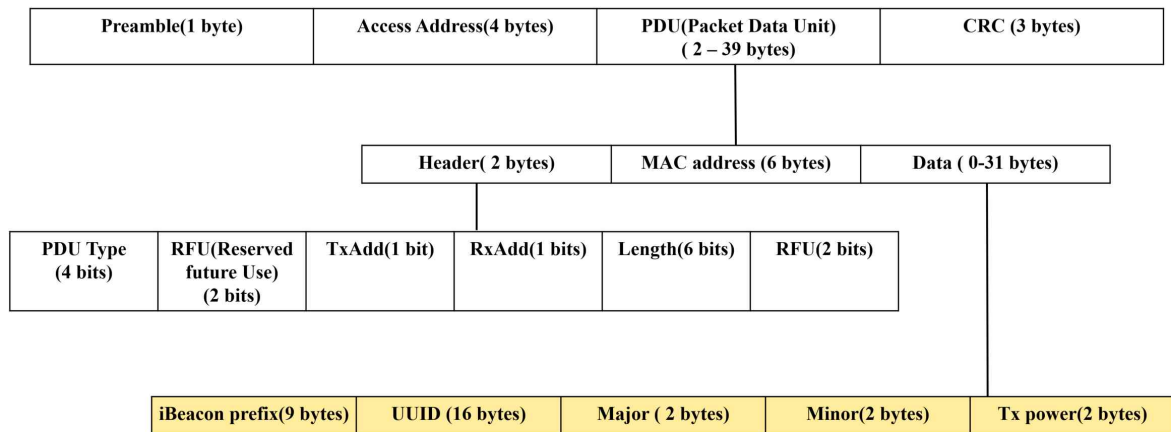 Preamble(1 byte)
Access Address(4 bytes)
PDU(Packet Data Unit)
( 2 – 39 bytes)
CRC (3 bytes)
Header( 2 bytes)
MAC address (6 bytes)
Data ( 0-31 bytes)
PDU Type
(4 bits)
RFU(Reserved
future Use)
(2 bits)
TxAdd(1 bit)
RxAdd(1 bits)
Length(6 bits)
RFU(2 bits)
iBeacon prefix(9 bytes)
UUID (16 bytes)
Major ( 2 bytes)
Minor(2 bytes)
Tx power(2 bytes)